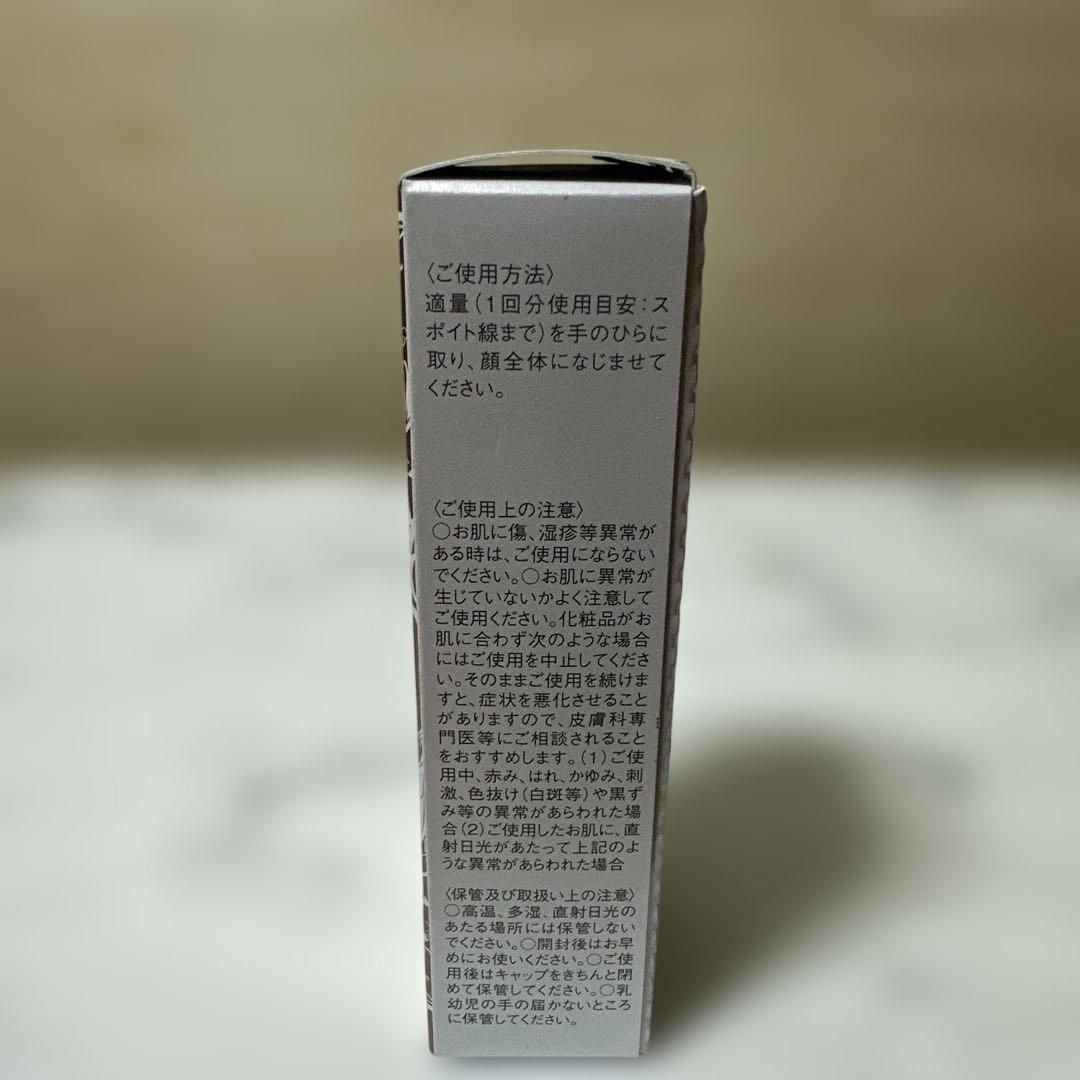 〈ご使用方法〉
適量(1回分使用目安:ス
ポイト線まで)を手のひらに
取り、顔全体になじませて
ください。
〈ご使用上の注意〉
○お肌に傷、湿疹等異常が
ある時は、ご使用にならない
でください。○お肌に異常が
生じていないかよく注意して
ご使用ください。化粧品がお
肌に合わず次のような場合
にはご使用を中止してくださ
い。そのままご使用を続けま
すと、症状を悪化させること
がありますので、皮膚科専
門医等にご相談されること
をおすすめします。(1)ご使
用中、赤み、はれ、かゆみ、刺
激、色抜け(白斑等)や黒ず
み等の異常があらわれた場
合(2)ご使用したお肌に、直
射日光があたって上記のよ
うな異常があらわれた場合
〈保管及び取扱い上の注意〉
○高温、多湿、直射日光の
あたる場所には保管しない
でください。○開封後はお早
めにお使いください。○ご使
用後はキャップをきちんと閉
めて保管してください。○乳
幼児の手の届かないところ
に保管してください。